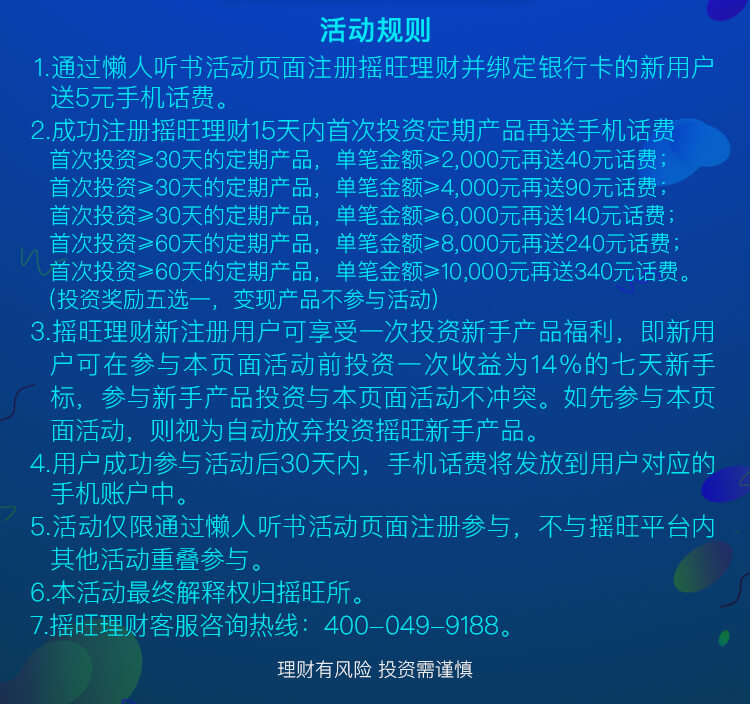 活动规则
1.通过懒人听书活动页面注册摇旺理财并绑定银行卡的新用户
送5元手机话费。
2.成功注册摇旺理财15天内首次投资定期产品再送手机话费
首次投资≥30天的定期产品，单笔金额≥2,000元再送40元话费；
首次投资≥30天的定期产品，单笔金额≥4,000元再送90元话费；
首次投资≥30天的定期产品，单笔金额≥6,000元再送140元话费；
首次投资≥60天的定期产品，单笔金额≥8,000元再送240元话费；
首次投资≥60天的定期产品，单笔金额≥10,000元再送340元话费。
（投资奖励五选一，变现产品不参与活动）
3.摇旺理财新注册用户可享受一次投资新手产品福利，即新用
户可在参与本页面活动前投资一次收益为14%的七天新手
标，参与新手产品投资与本页面活动不冲突。如先参与本页
面活动，则视为自动放弃投资摇旺新手产品。
4.用户成功参与活动后30天内，手机话费将发放到用户对应的
手机账户中。
5.活动仅限通过懒人听书活动页面注册参与，不与摇旺平台内
其他活动重叠参与。
6.本活动最终解释权归摇旺所。
7.摇旺理财客服咨询热线：400-049-9188。
理财有风险 投资需谨慎